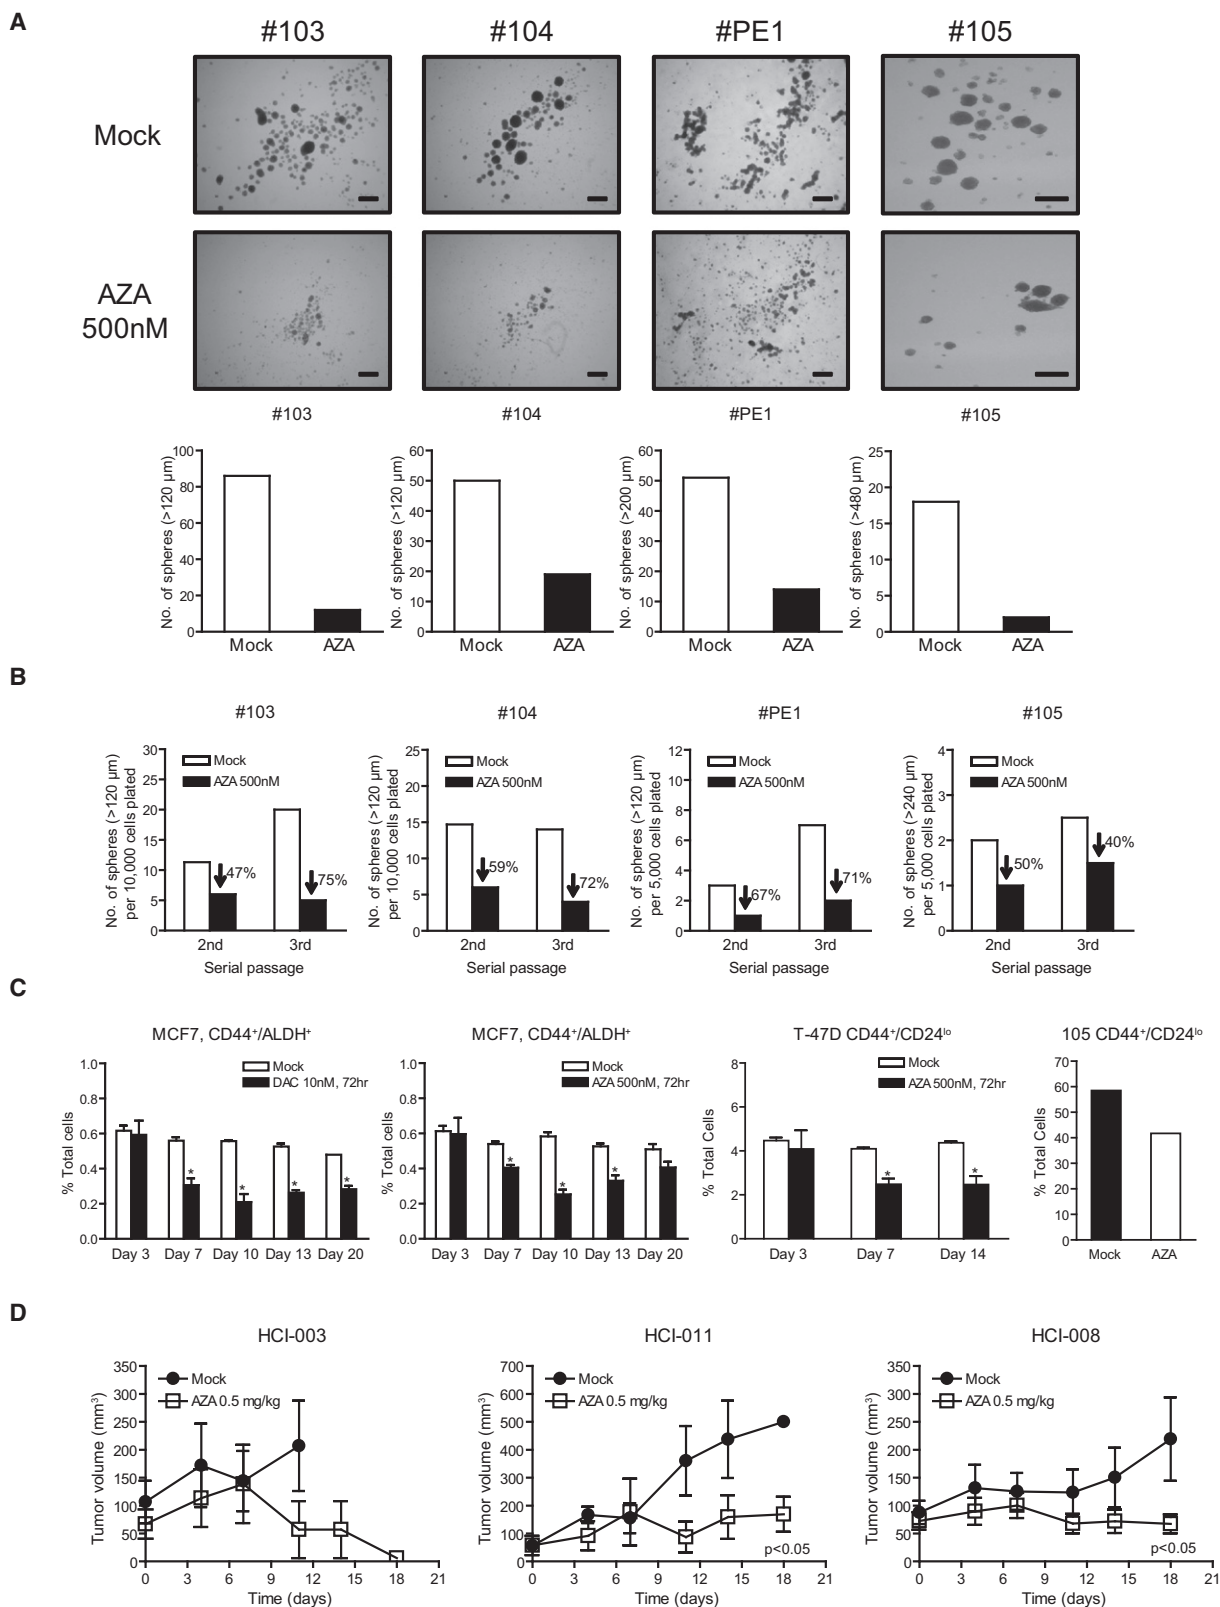 A
#103 #104 #PE1 #105
Mock
AZA
500nM
#103 #104 #PE1 #105
No. of spheres (>120 μm)
100
80
60
40
20
0
Mock AZA
No. of spheres (>120 μm)
60
50
40
30
20
10
0
Mock AZA
No. of spheres (>200 μm)
60
50
40
30
20
10
0
Mock AZA
No. of spheres (>480 μm)
25
20
15
10
5
0
Mock AZA
B
#103
No. of spheres (>120 μm)
per 10,000 cells plated
30
25
20
15
10
5
0
Mock
AZA 500nM
47%
75%
2nd 3rd
Serial passage
#104
No. of spheres (>120 μm)
per 10,000 cells plated
25
20
15
10
5
0
Mock
AZA 500nM
59%
72%
2nd 3rd
Serial passage
#PE1
No. of spheres (>120 μm)
per 5,000 cells plated
12
10
8
6
4
2
0
Mock
AZA 500nM
67%
71%
2nd 3rd
Serial passage
#105
No. of spheres (>240 μm)
per 5,000 cells plated
4
3
2
1
0
Mock
AZA 500nM
50%
40%
2nd 3rd
Serial passage
C
MCF7, CD44⁺/ALDH⁺
% Total cells
1.0
0.8
0.6
0.4
0.2
0.0
Mock
DAC 10nM, 72hr
* * * *
Day 3 Day 7 Day 10 Day 13 Day 20
MCF7, CD44⁺/ALDH⁺
% Total cells
1.0
0.8
0.6
0.4
0.2
0.0
Mock
AZA 500nM, 72hr
* * *
Day 3 Day 7 Day 10 Day 13 Day 20
T-47D CD44⁺/CD24ˡᵒ
% Total Cells
8
6
4
2
0
Mock
AZA 500nM, 72hr
* *
Day 3 Day 7 Day 14
105 CD44⁺/CD24ˡᵒ
% Total Cells
70
60
50
40
30
20
10
0
Mock AZA
D
HCI-003
Tumor volume (mm³)
350
300
250
200
150
100
50
0
Mock
AZA 0.5 mg/kg
0 3 6 9 12 15 18 21
Time (days)
HCI-011
Tumor volume (mm³)
700
600
500
400
300
200
100
0
Mock
AZA 0.5 mg/kg
p<0.05
0 3 6 9 12 15 18 21
Time (days)
HCI-008
Tumor volume (mm³)
350
300
250
200
150
100
50
0
Mock
AZA 0.5 mg/kg
p<0.05
0 3 6 9 12 15 18 21
Time (days)